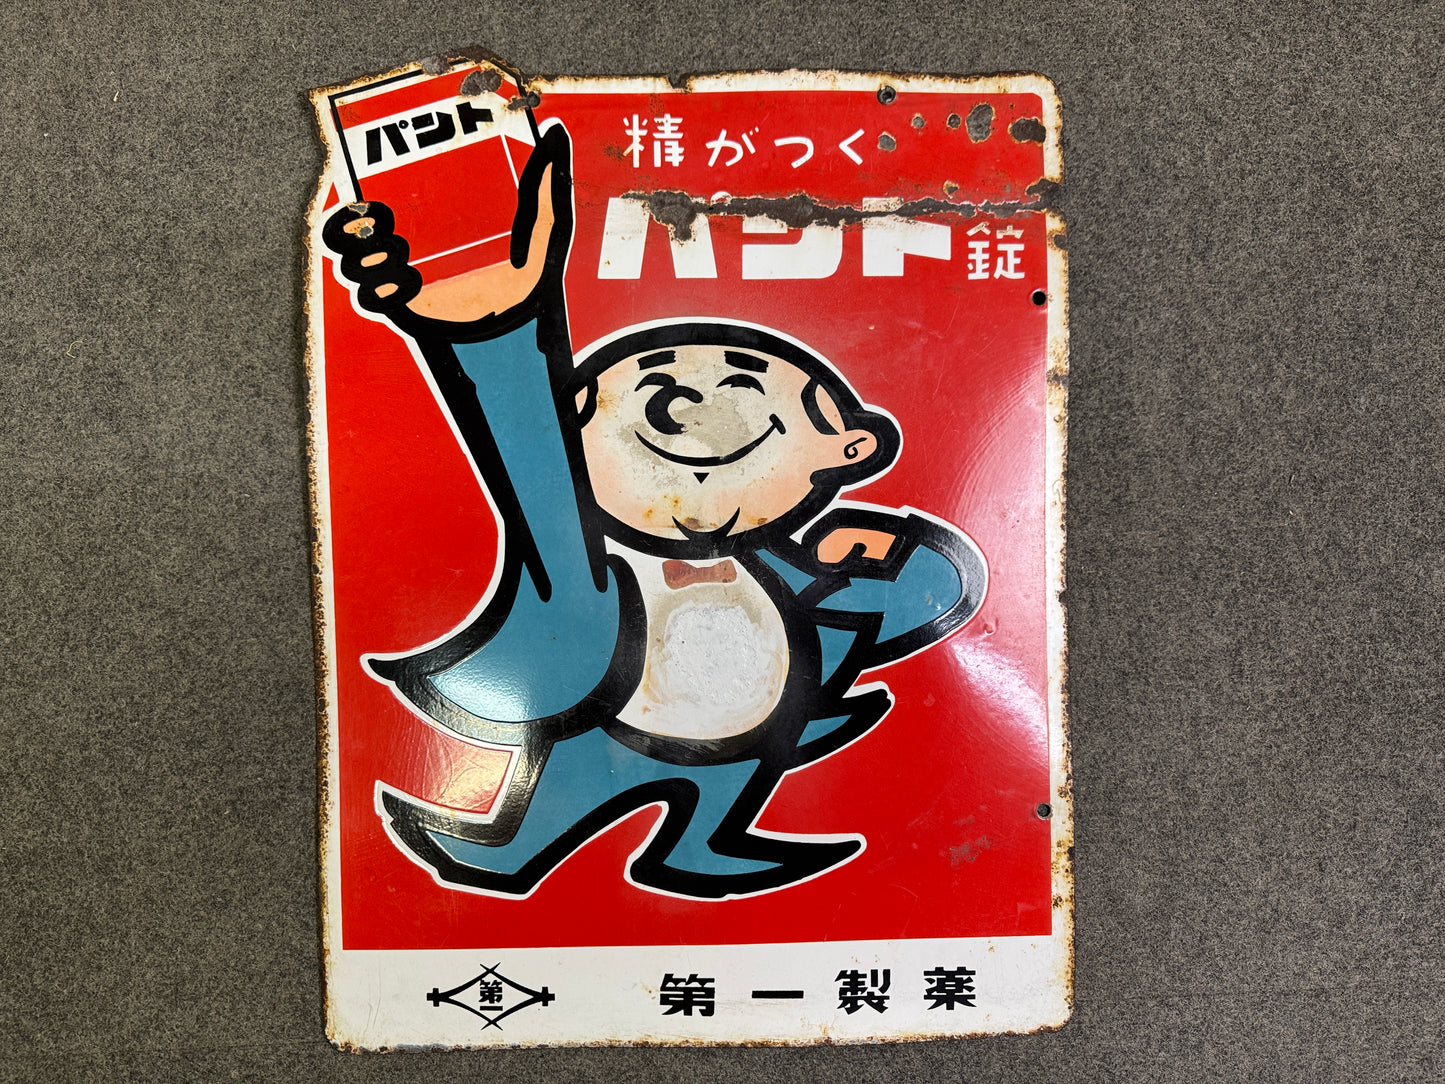 パント
精がつく
パント錠
第一
第一製薬